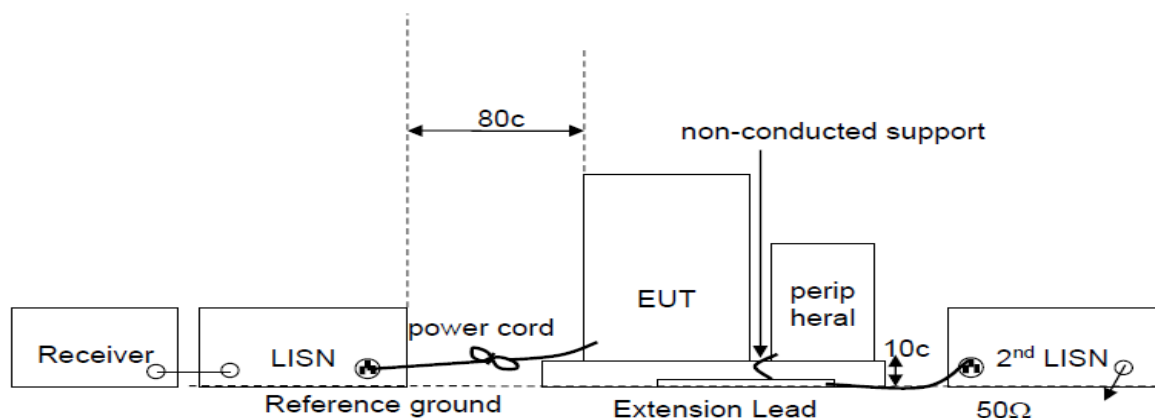 80c
non-conducted support
EUT
perip
heral
power cord
Receiver
LISN
10c
2nd LISN
Reference ground
Extension Lead
50Ω